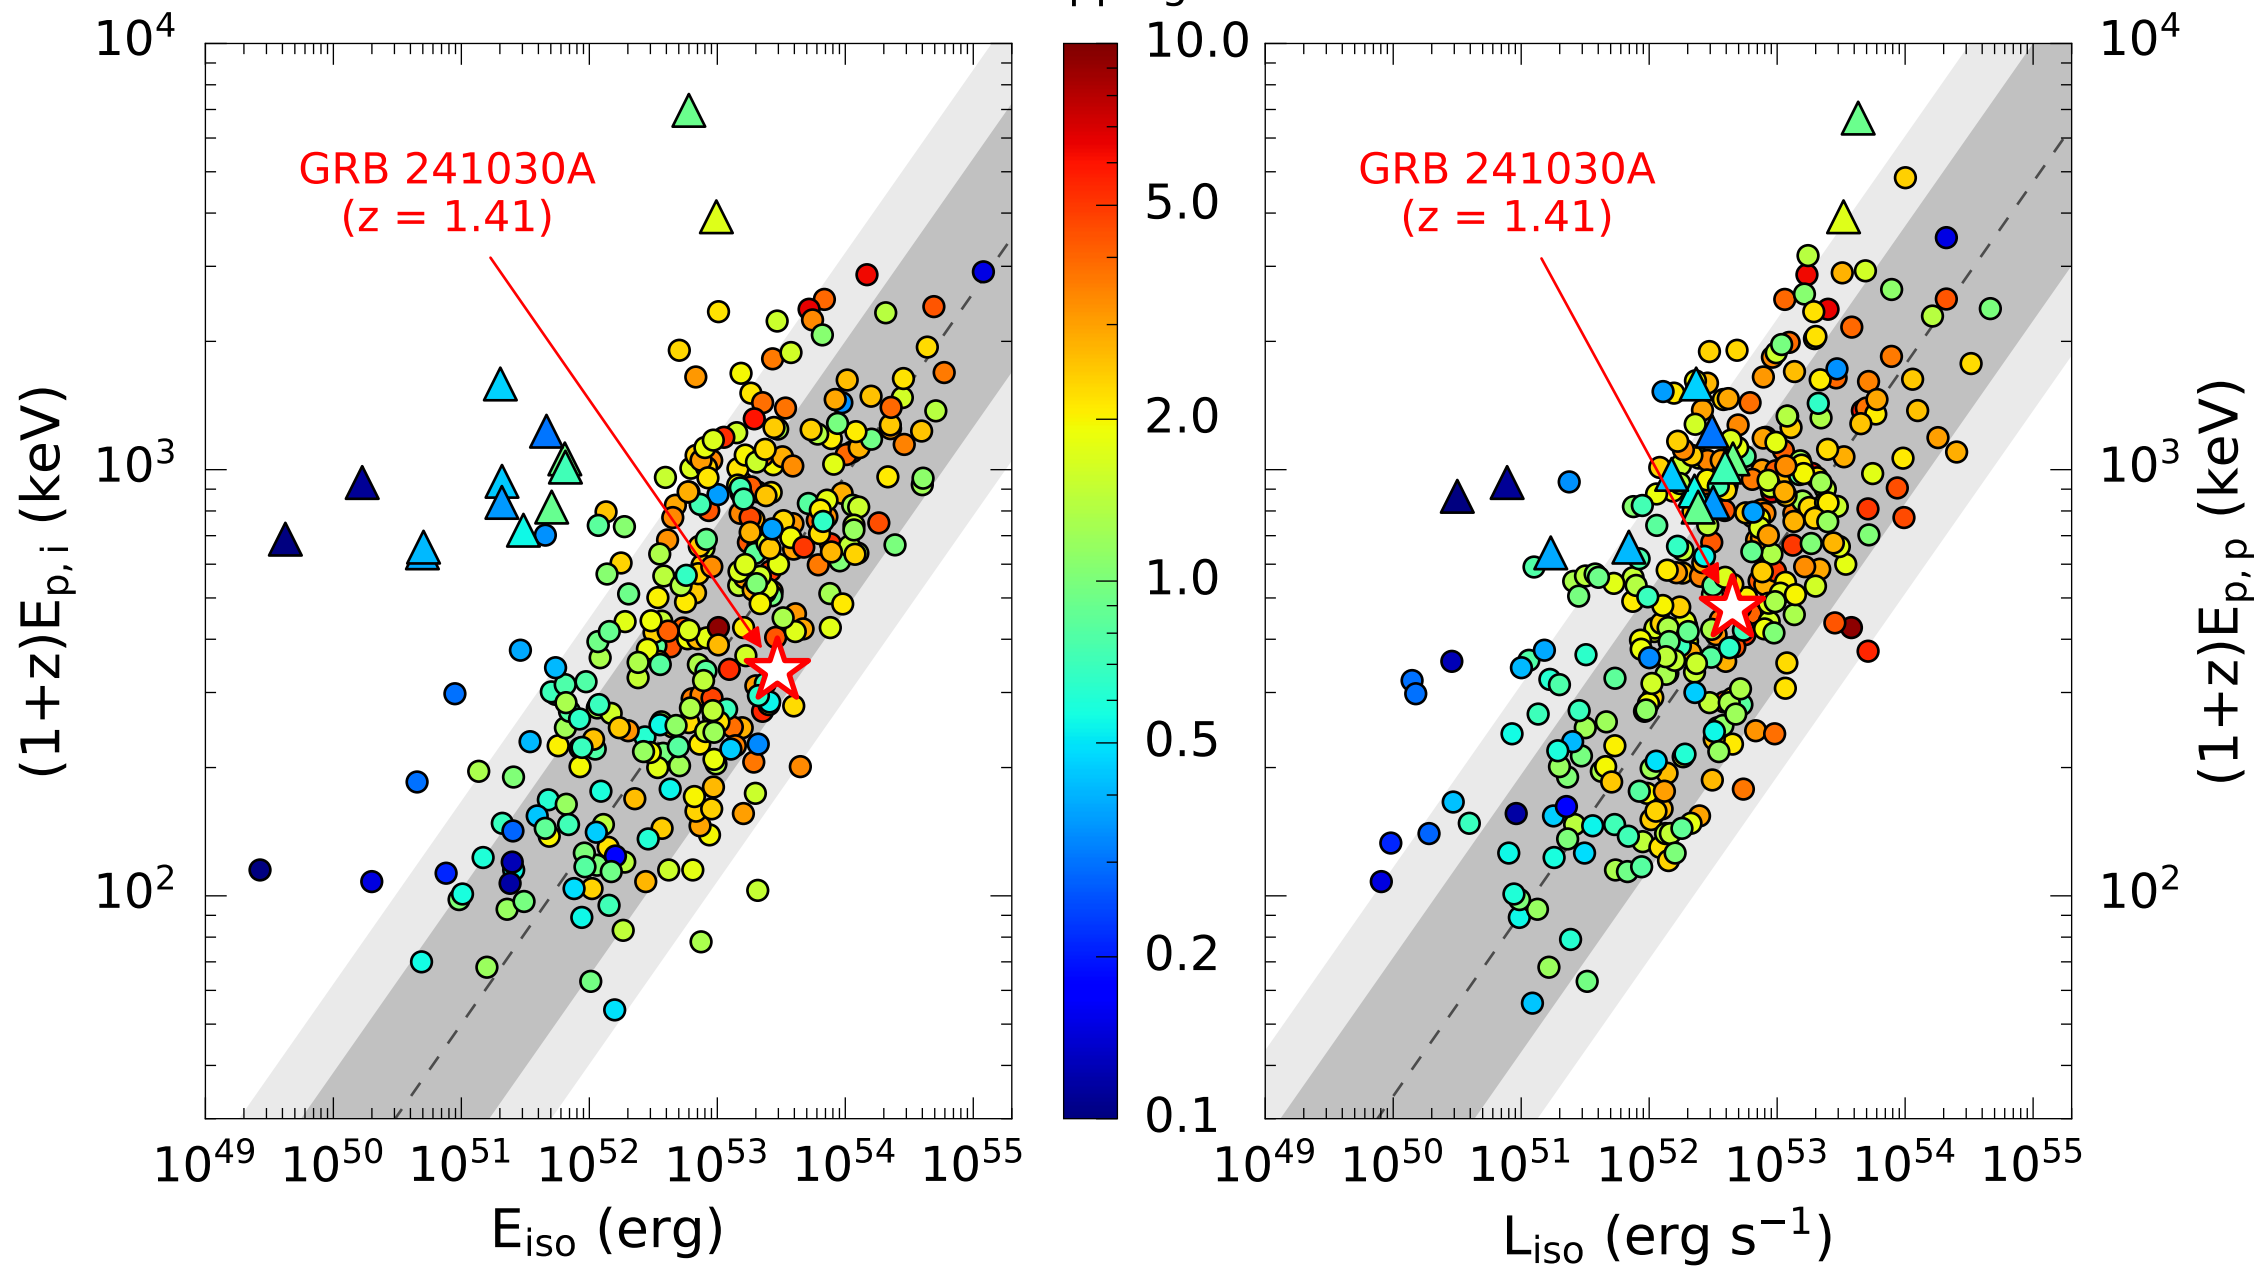 10⁴
10³
10²
(1+z)E_p,i (keV)
GRB 241030A
(z = 1.41)
10⁴⁹ 10⁵⁰ 10⁵¹ 10⁵² 10⁵³ 10⁵⁴ 10⁵⁵
E_iso (erg)
10.0
5.0
2.0
1.0
0.5
0.2
0.1
GRB 241030A
(z = 1.41)
10⁴⁹ 10⁵⁰ 10⁵¹ 10⁵² 10⁵³ 10⁵⁴ 10⁵⁵
L_iso (erg s⁻¹)
10⁴
10³
10²
(1+z)E_p,p (keV)